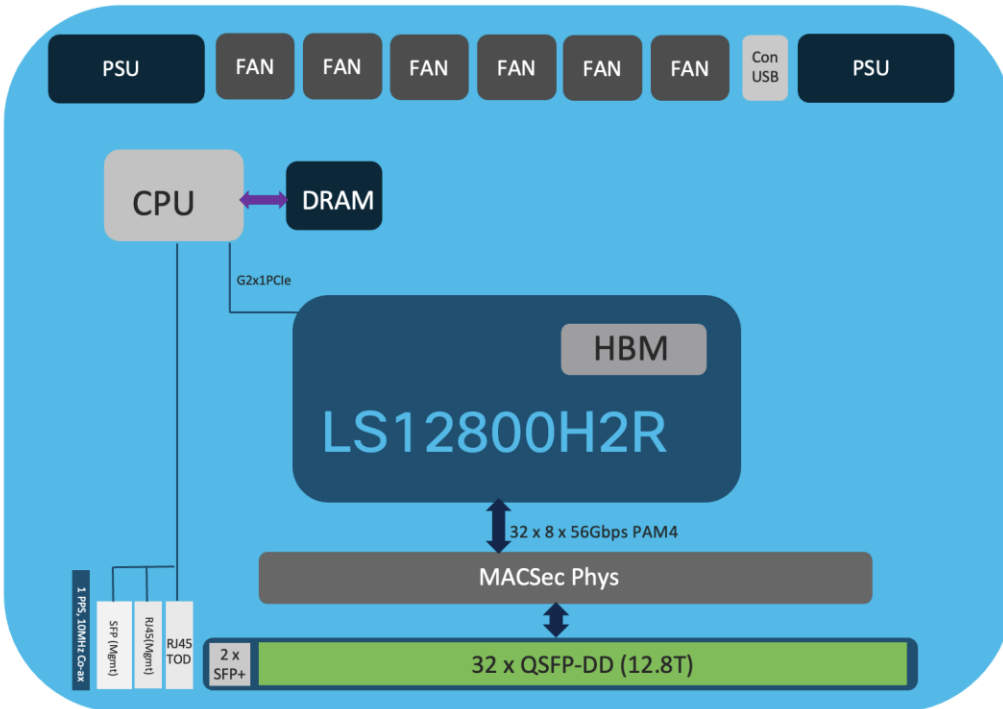 PSU
FAN
FAN
FAN
FAN
FAN
FAN
Con
USB
PSU
CPU
DRAM
G2x1PCIe
HBM
LS12800H2R
32 x 8 x 56Gbps PAM4
MACSec Phys
1 PPS, 10MHz Co-ax
SFP (Mgmt)
RJ45(Mgmt)
RJ45
TOD
2 x
SFP+
32 x QSFP-DD (12.8T)